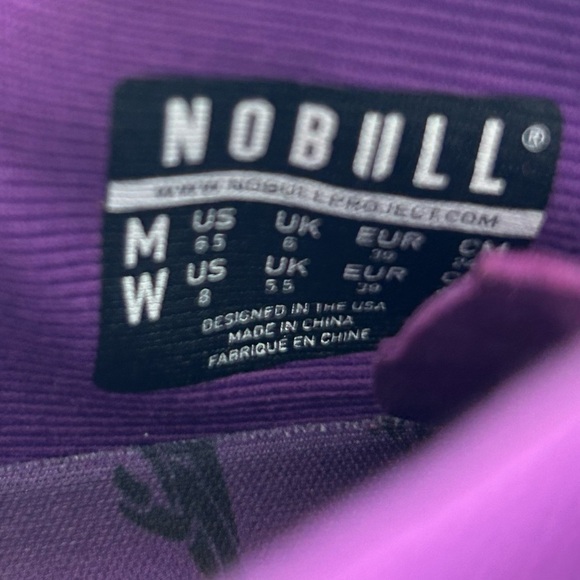 NOBULL®
WWW.NOBULLPROJECT.COM
M US UK EUR CM
6.5 6 39
W US UK EUR
8 5.5 39
DESIGNED IN THE USA
MADE IN CHINA
FABRIQUÉ EN CHINE